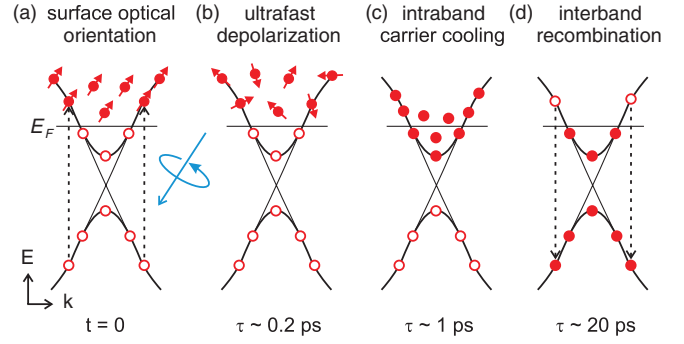 (a) surface optical orientation
(b) ultrafast depolarization
(c) intraband carrier cooling
(d) interband recombination
E_F
E
k
t = 0
τ ~ 0.2 ps
τ ~ 1 ps
τ ~ 20 ps